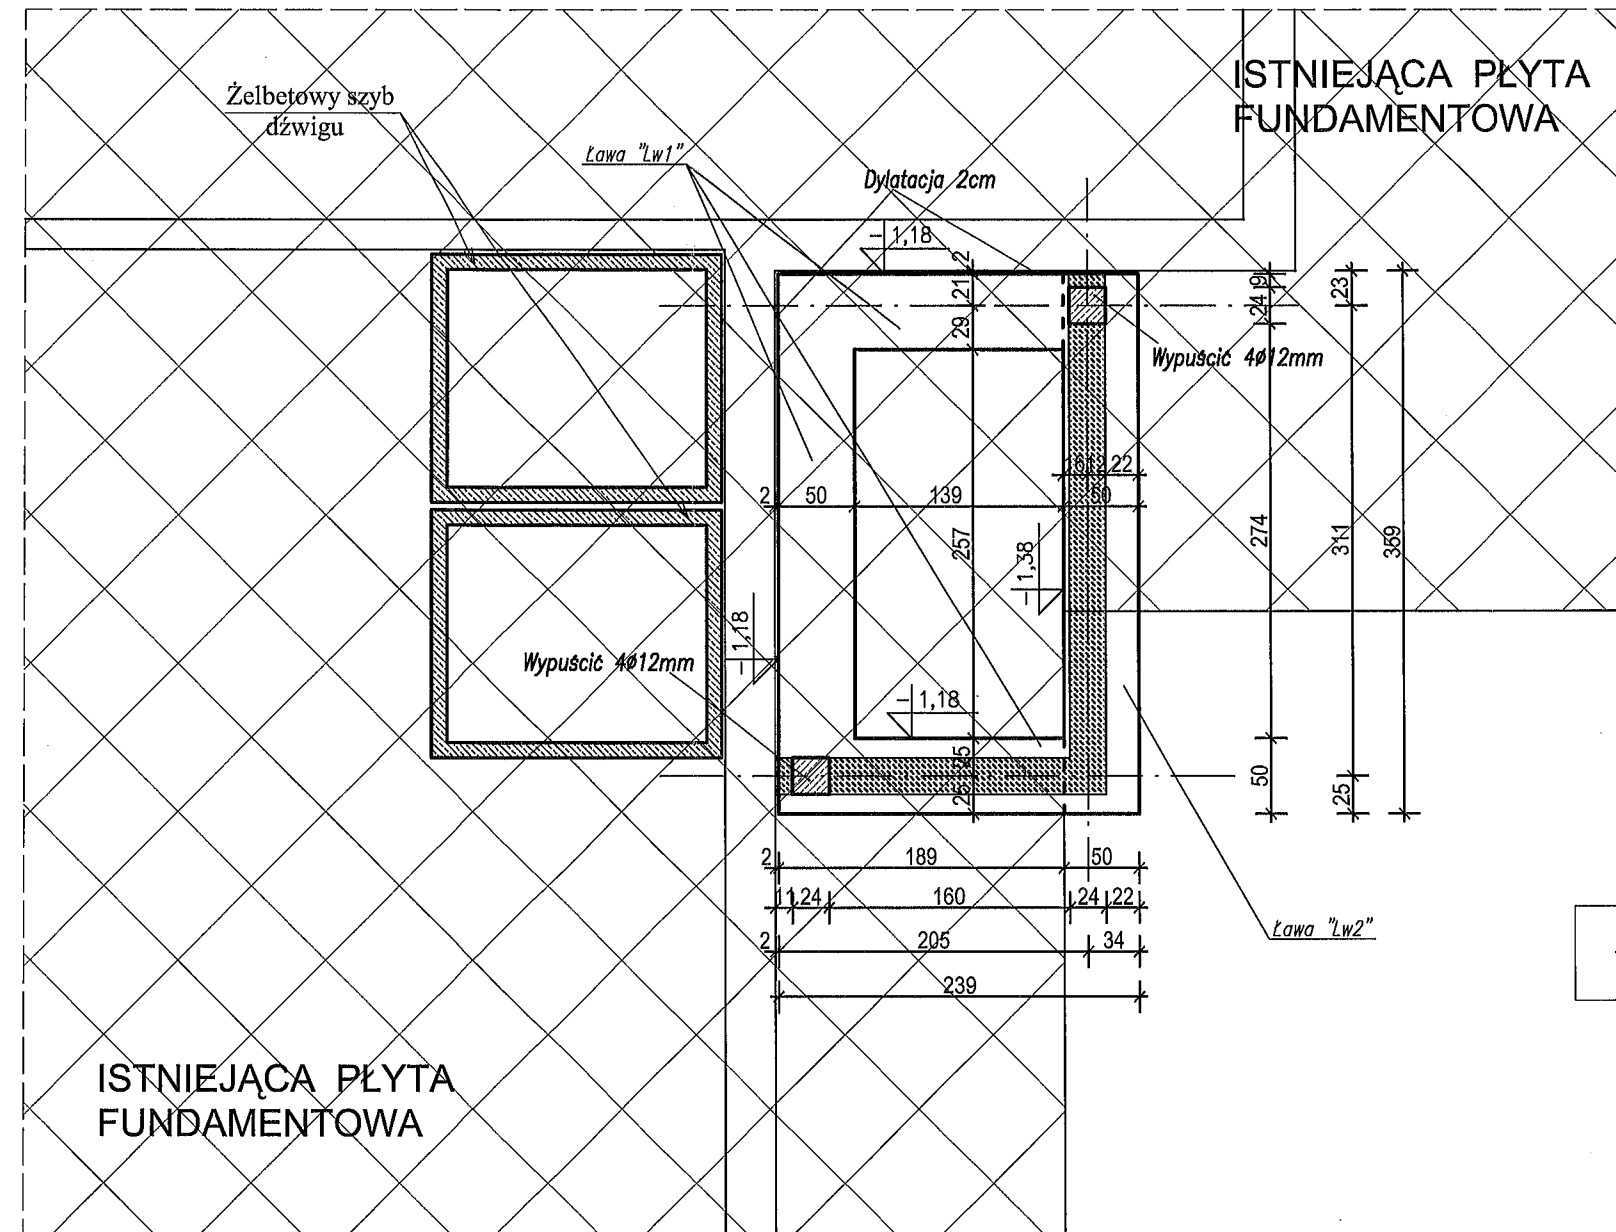 ISTNIEJĄCA PŁYTA
FUNDAMENTOWA
Żelbetowy szyb
dźwigu
Ława "Lw1"
Dylatacja 2cm
- 1,18
2
21
29
9
24
23
Wypuścić 4ø12mm
16 12 22
2 50 139 50
257
274
311
359
- 1,38
- 1,18
Wypuścić 4ø12mm
- 1,18
25
25
50
25
2 189 50
11 24 160 24 22
2 205 34
239
Ława "Lw2"
ISTNIEJĄCA PŁYTA
FUNDAMENTOWA